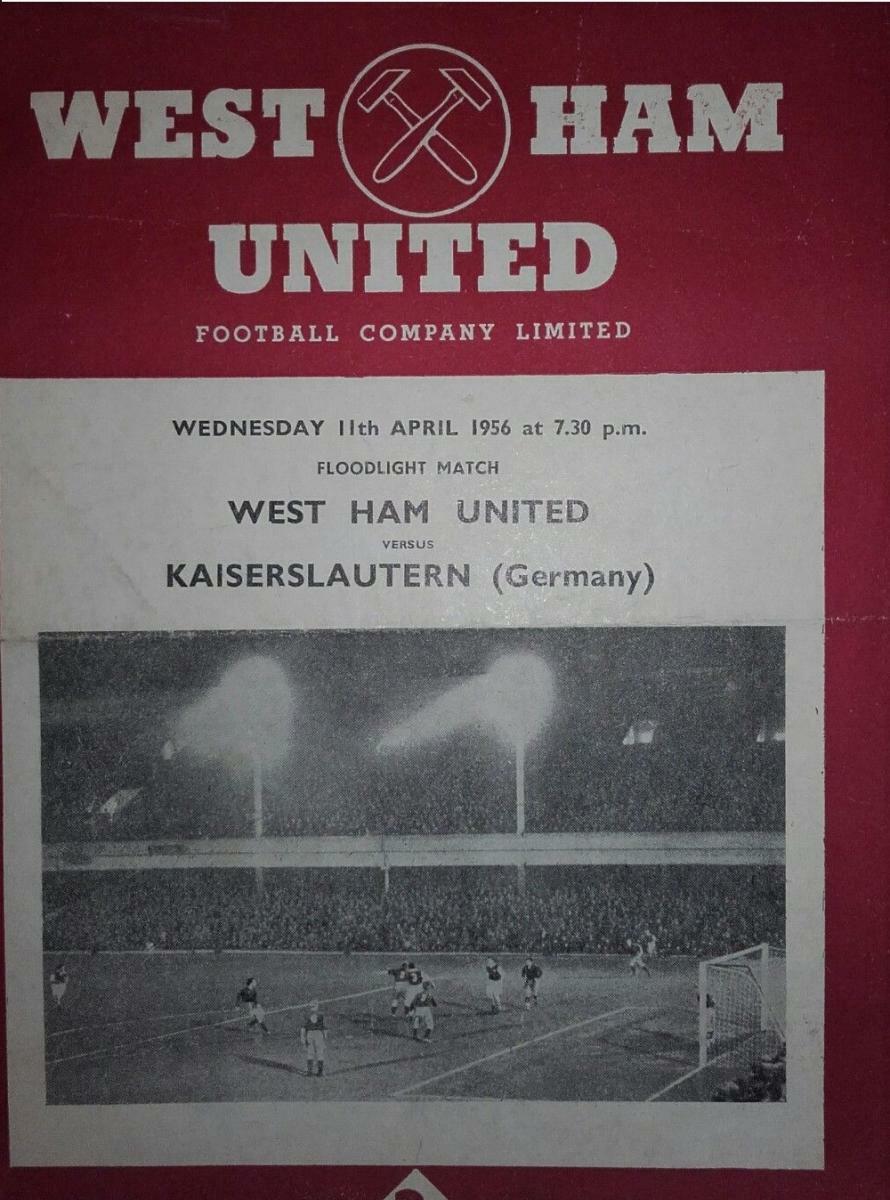 WEST HAM
UNITED
FOOTBALL COMPANY LIMITED
WEDNESDAY 11th APRIL 1956 at 7.30 p.m.
FLOODLIGHT MATCH
WEST HAM UNITED
VERSUS
KAISERSLAUTERN (Germany)